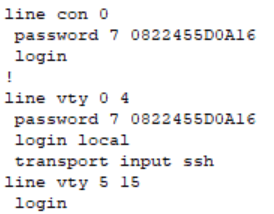 line con 0
password 7 0822455D0A16
login
!
line vty 0 4
password 7 0822455D0A16
login local
transport input ssh
line vty 5 15
login